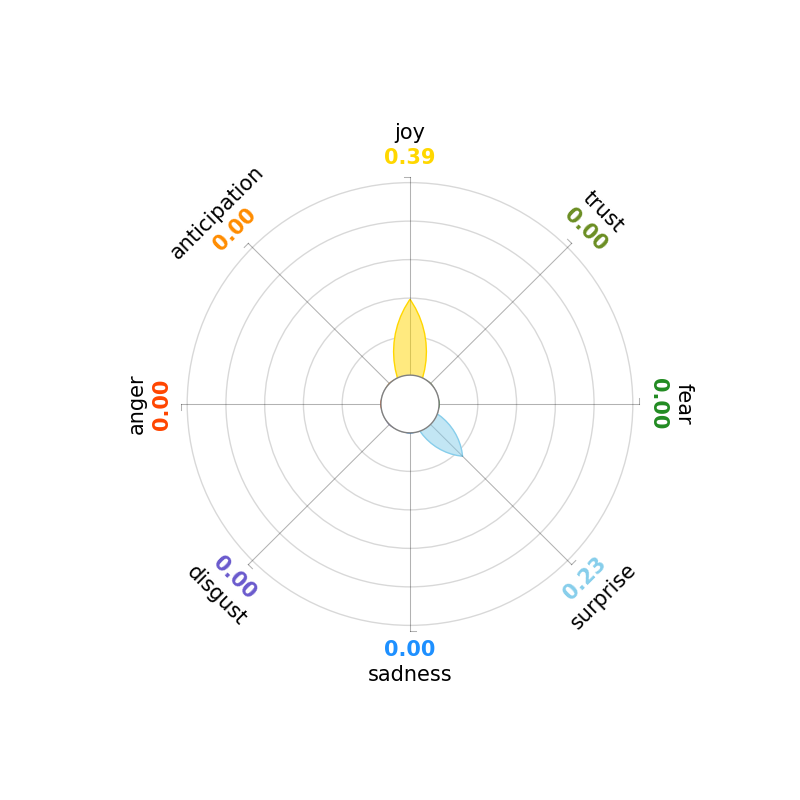 joy
0.39
trust
0.00
fear
0.00
surprise
0.23
sadness
0.00
disgust
0.00
anger
0.00
anticipation
0.00